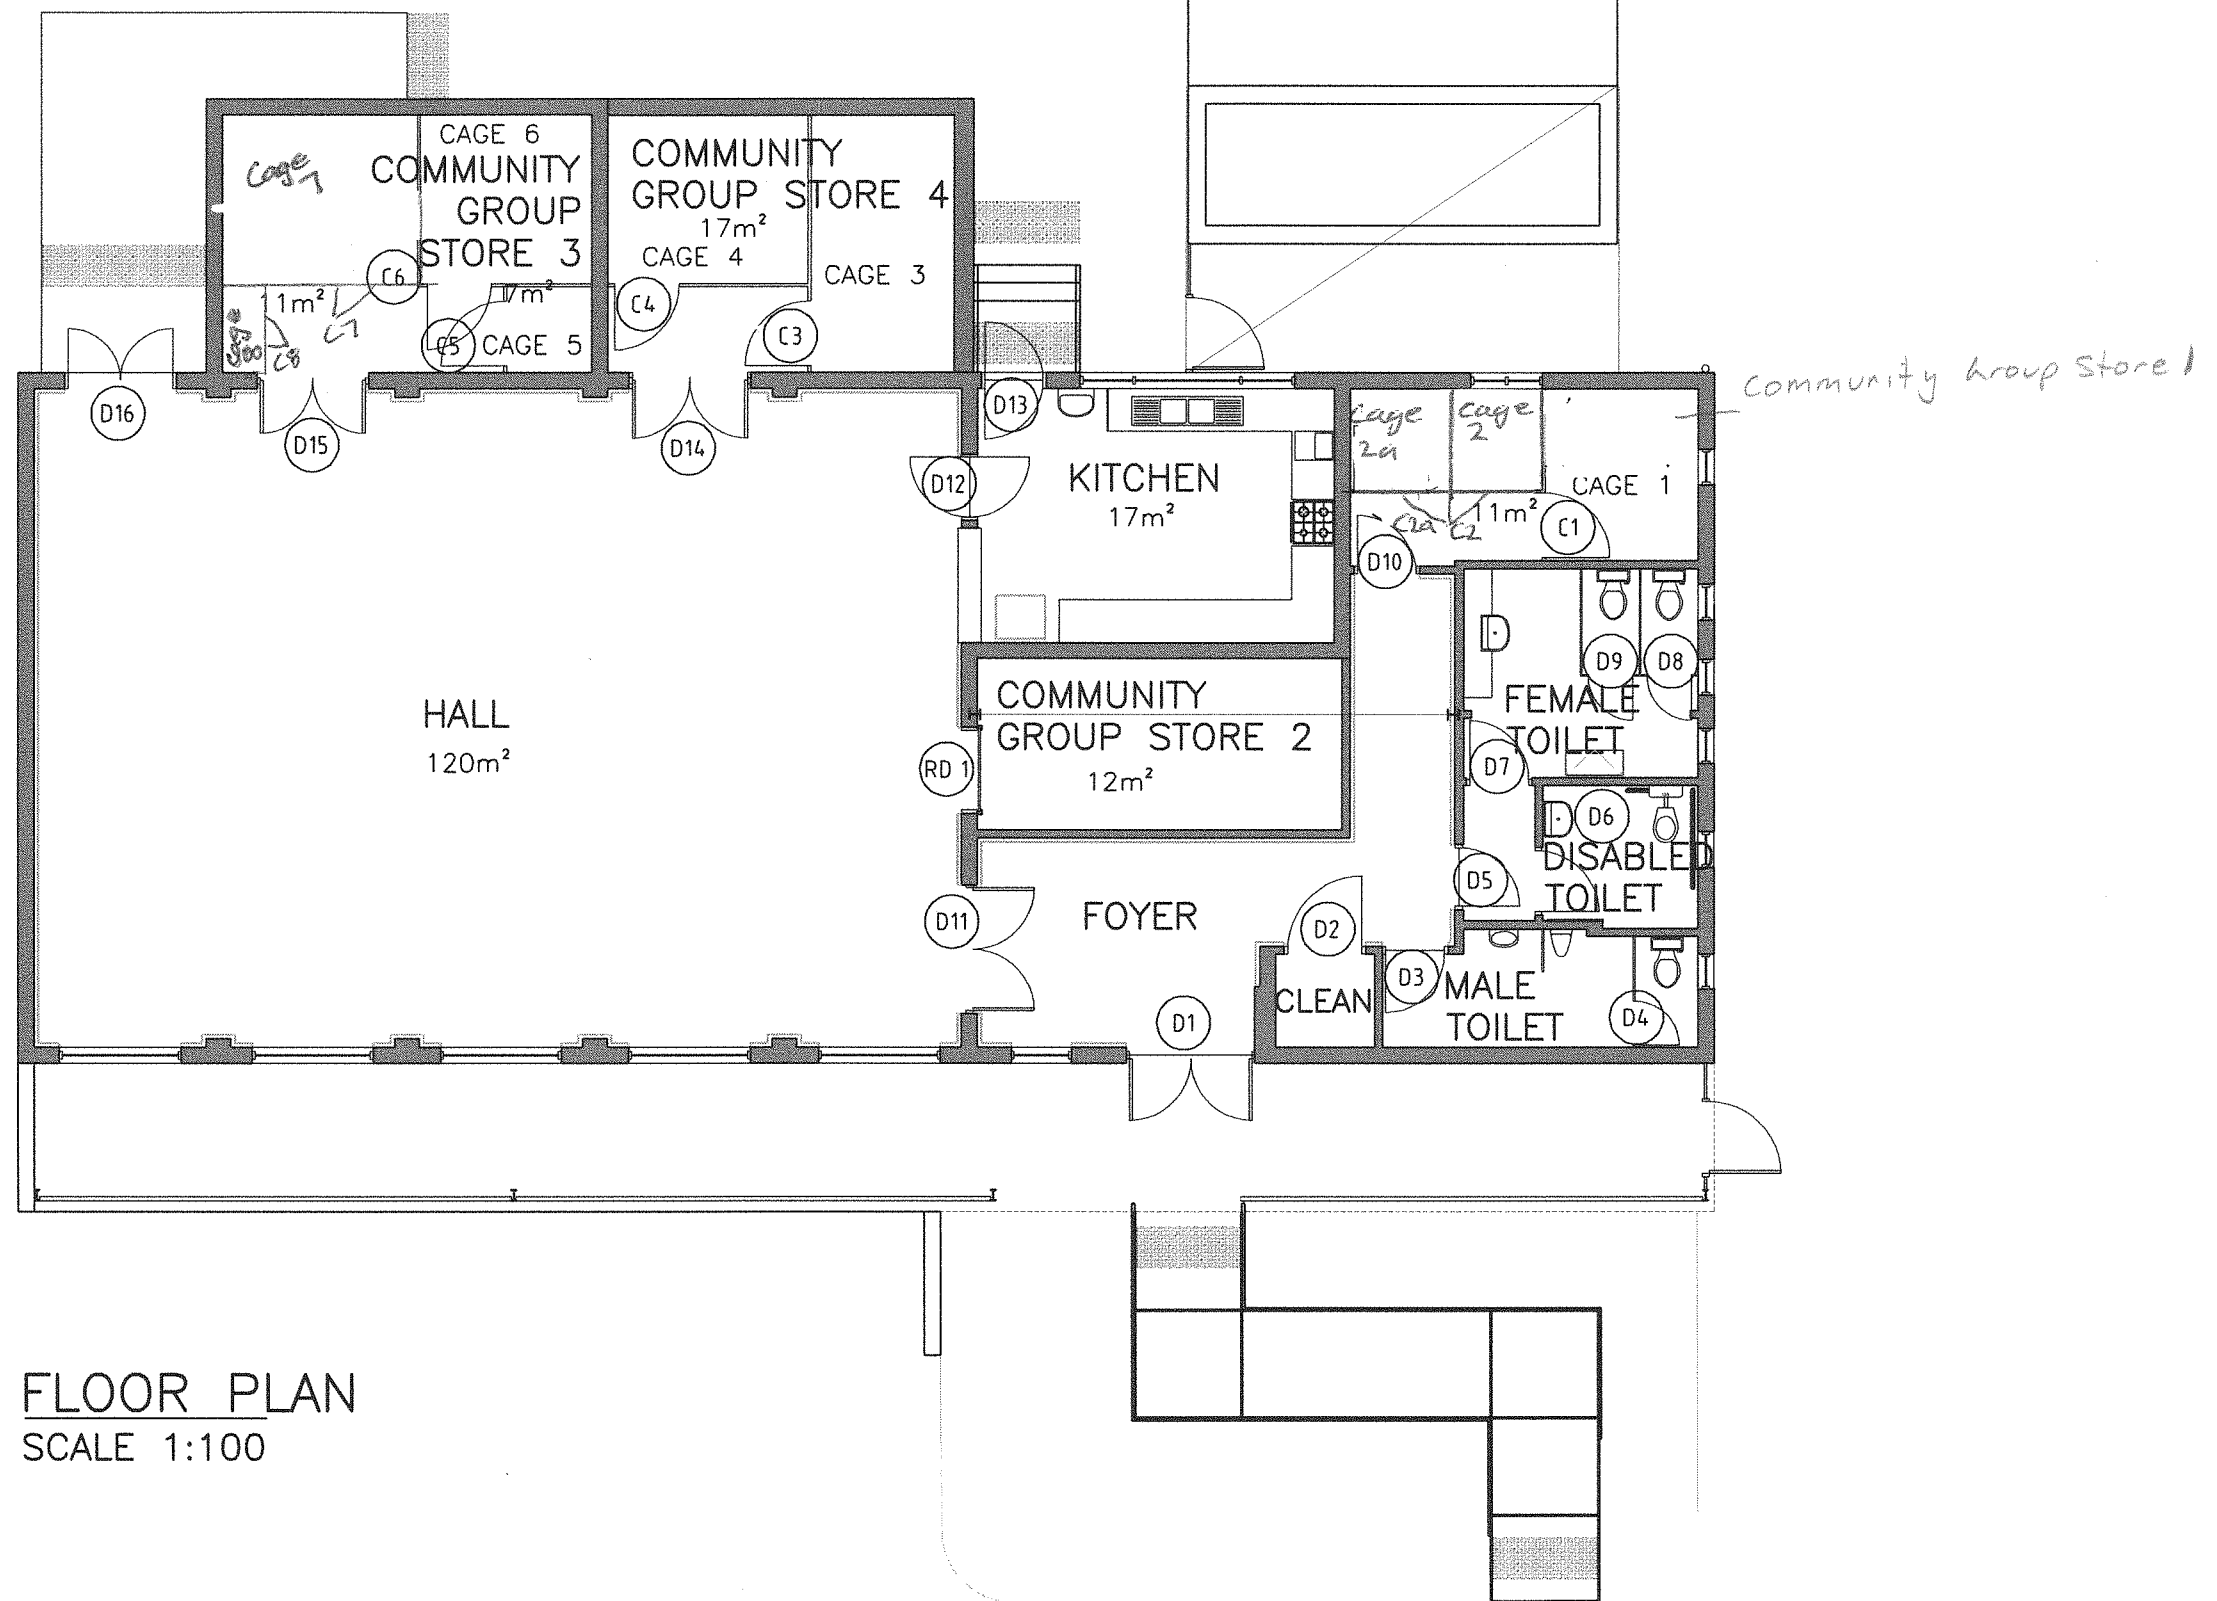 CAGE 6
Cage 7
COMMUNITY
GROUP
STORE 3
C6
11m²
7m²
C7
C8
C5
CAGE 5
COMMUNITY
GROUP STORE 4
17m²
CAGE 4
CAGE 3
C4
C3
D16
D15
D14
D13
D12
KITCHEN
17m²
Community Group Store 1
Cage
2a
Cage
2
CAGE 1
11m²
C2a
C2
C1
D10
D9
D8
FEMALE
TOILET
D7
HALL
120m²
COMMUNITY
GROUP STORE 2
12m²
RD 1
D6
DISABLED
TOILET
D5
D11
FOYER
D2
D3
CLEAN
MALE
TOILET
D4
D1
FLOOR PLAN
SCALE 1:100